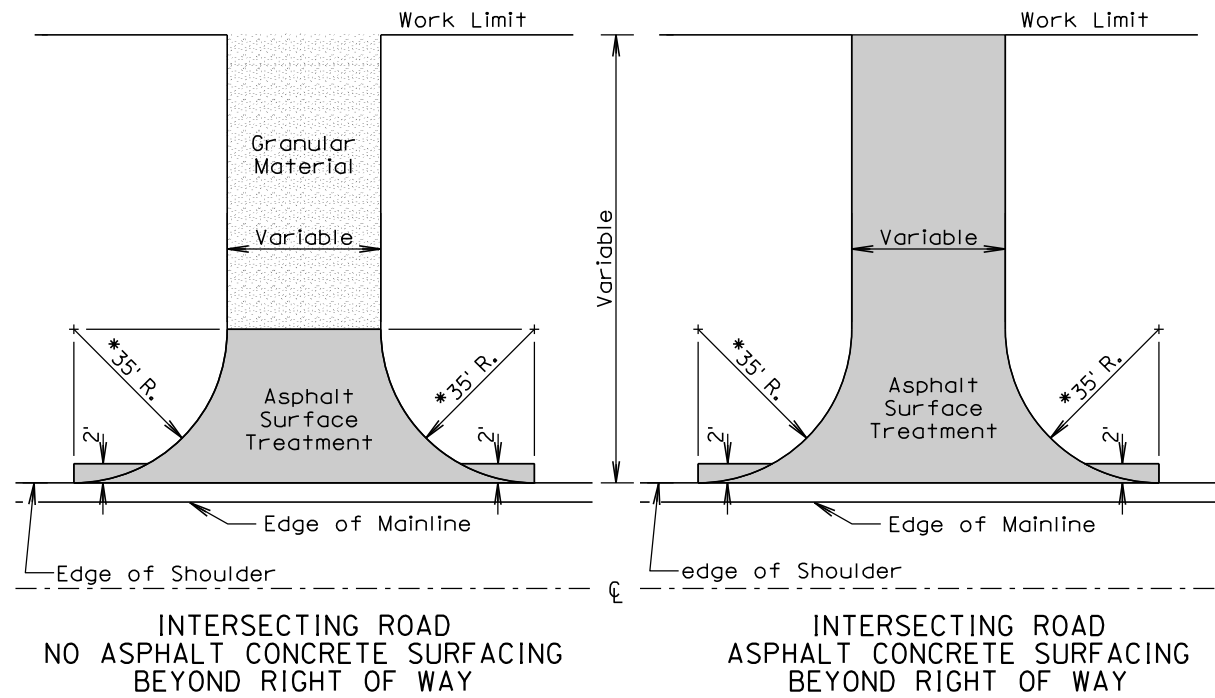 Work Limit
Granular
Material
Variable
*35' R.
*35' R.
2'
2'
Asphalt
Surface
Treatment
Edge of Mainline
Edge of Shoulder
INTERSECTING ROAD
NO ASPHALT CONCRETE SURFACING
BEYOND RIGHT OF WAY
Variable
℄
Work Limit
Variable
*35' R.
*35' R.
2'
2'
Asphalt
Surface
Treatment
Edge of Mainline
edge of Shoulder
INTERSECTING ROAD
ASPHALT CONCRETE SURFACING
BEYOND RIGHT OF WAY